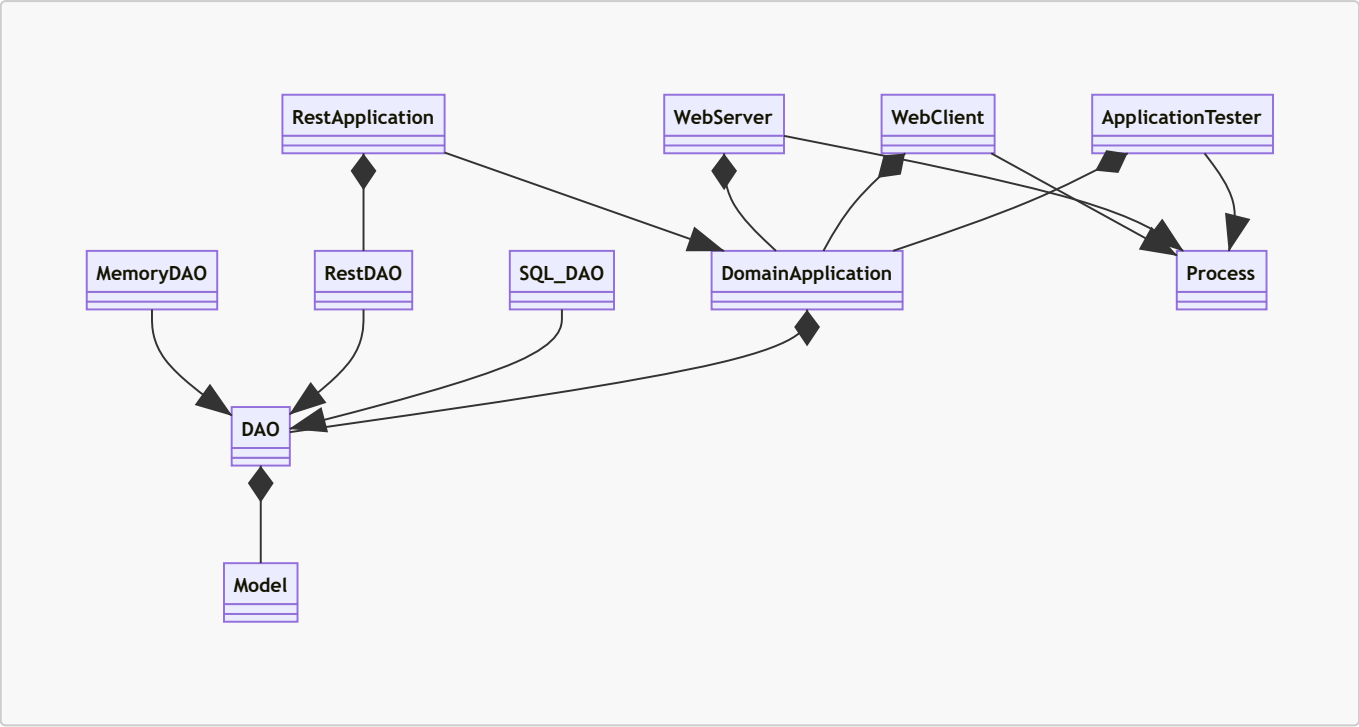 RestApplication
WebServer
WebClient
ApplicationTester
MemoryDAO
RestDAO
SQL_DAO
DomainApplication
Process
DAO
Model